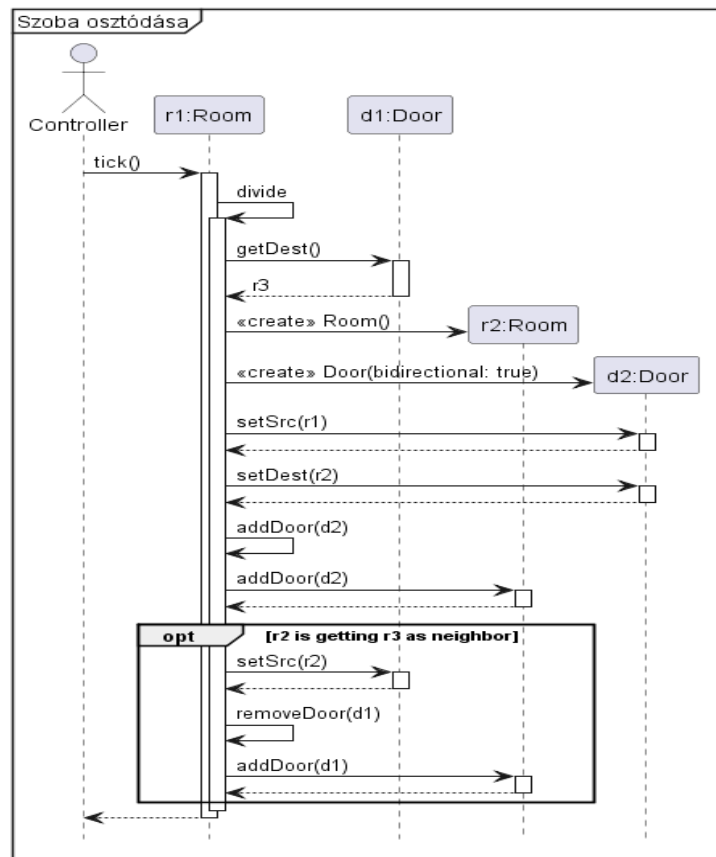 Szoba osztódása
Controller
r1:Room
d1:Door
tick()
divide
getDest()
r3
«create» Room()
r2:Room
«create» Door(bidirectional: true)
d2:Door
setSrc(r1)
setDest(r2)
addDoor(d2)
addDoor(d2)
opt [r2 is getting r3 as neighbor]
setSrc(r2)
removeDoor(d1)
addDoor(d1)